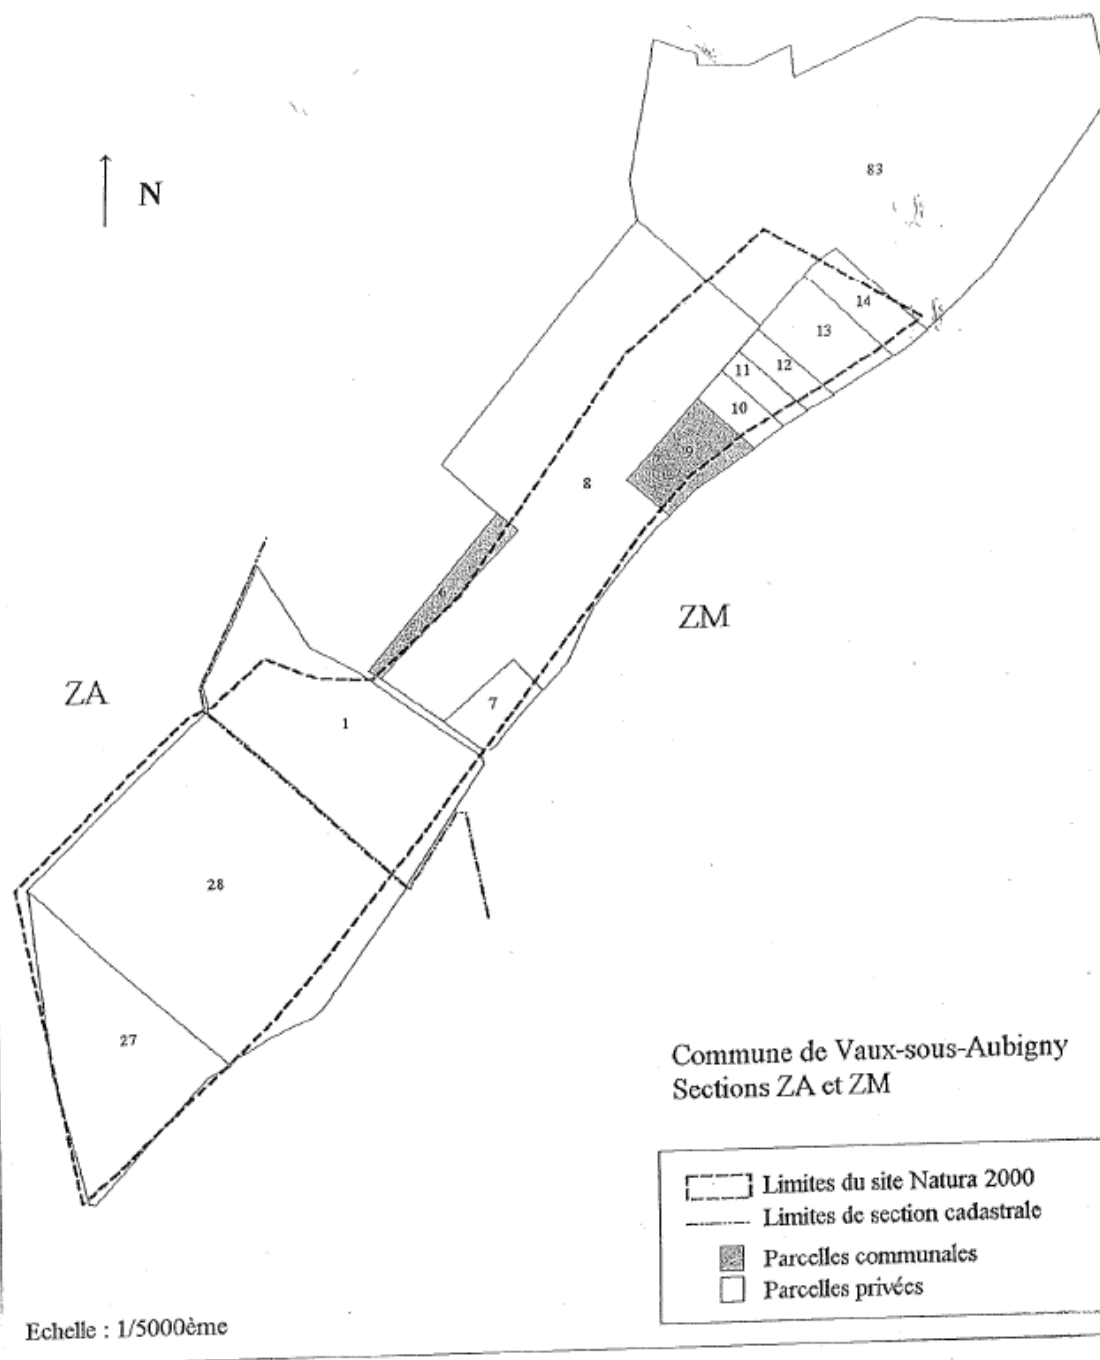 N
83
14
13
12
11
10
9
8
6
ZM
7
ZA
1
28
27
Commune de Vaux-sous-Aubigny
Sections ZA et ZM
Limites du site Natura 2000
Limites de section cadastrale
Parcelles communales
Parcelles privées
Echelle : 1/5000ème